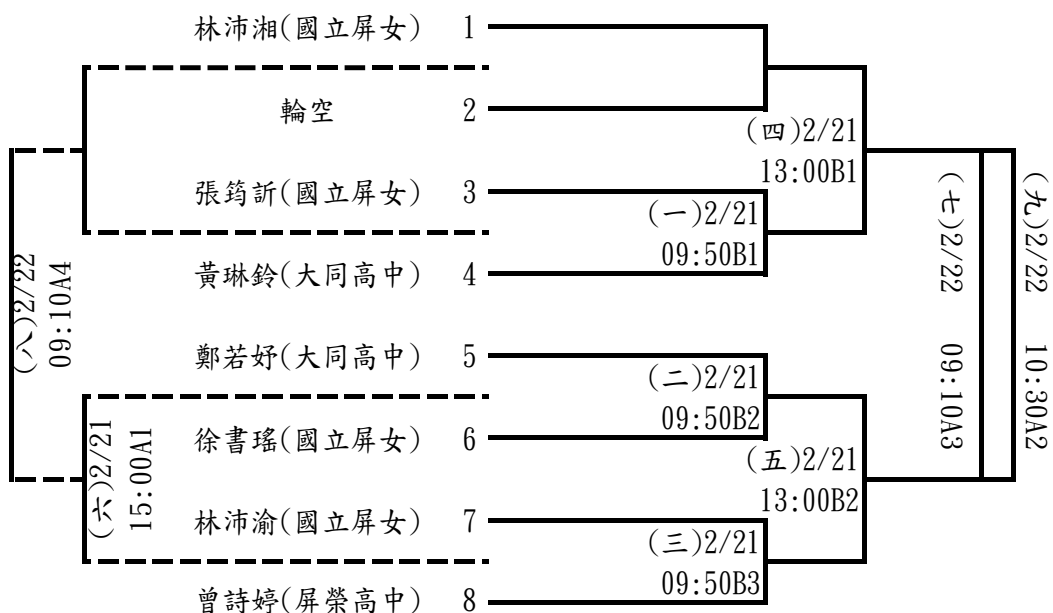 林沛湘(國立屏女) 1
輪空 2
(四)2/21
13:00B1
張筠訢(國立屏女) 3
(一)2/21
09:50B1
黃琳鈴(大同高中) 4
(八)2/22
09:10A4
(七)2/22 09:10A3
(九)2/22 10:30A2
鄭若妤(大同高中) 5
(二)2/21
09:50B2
徐書瑤(國立屏女) 6
(五)2/21
13:00B2
(六)2/21
15:00A1
林沛渝(國立屏女) 7
(三)2/21
09:50B3
曾詩婷(屏榮高中) 8